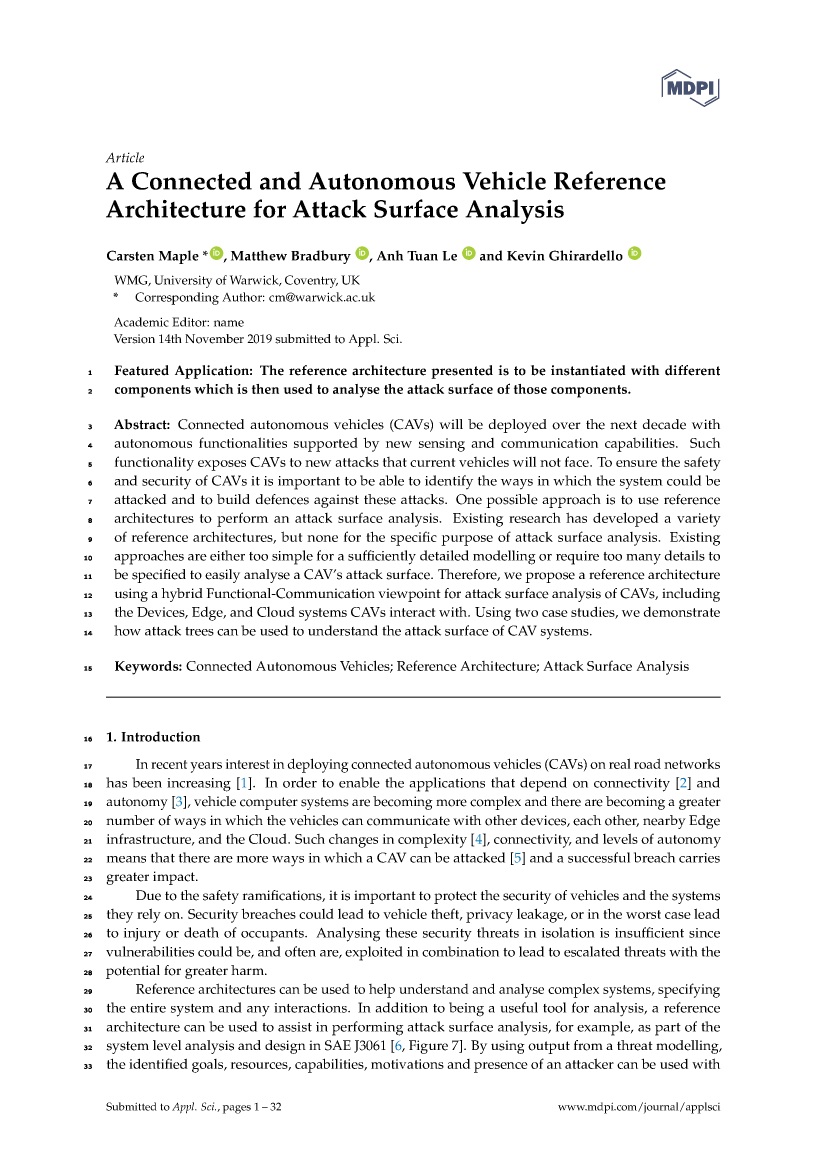 MDPI
Article
A Connected and Autonomous Vehicle Reference
Architecture for Attack Surface Analysis
Carsten Maple * iD, Matthew Bradbury iD, Anh Tuan Le iD and Kevin Ghirardello iD
WMG, University of Warwick, Coventry, UK
* Corresponding Author: cm@warwick.ac.uk
Academic Editor: name
Version 14th November 2019 submitted to Appl. Sci.
1 Featured Application: The reference architecture presented is to be instantiated with different
2 components which is then used to analyse the attack surface of those components.
3 Abstract: Connected autonomous vehicles (CAVs) will be deployed over the next decade with
4 autonomous functionalities supported by new sensing and communication capabilities. Such
5 functionality exposes CAVs to new attacks that current vehicles will not face. To ensure the safety
6 and security of CAVs it is important to be able to identify the ways in which the system could be
7 attacked and to build defences against these attacks. One possible approach is to use reference
8 architectures to perform an attack surface analysis. Existing research has developed a variety
9 of reference architectures, but none for the specific purpose of attack surface analysis. Existing
10 approaches are either too simple for a sufficiently detailed modelling or require too many details to
11 be specified to easily analyse a CAV's attack surface. Therefore, we propose a reference architecture
12 using a hybrid Functional-Communication viewpoint for attack surface analysis of CAVs, including
13 the Devices, Edge, and Cloud systems CAVs interact with. Using two case studies, we demonstrate
14 how attack trees can be used to understand the attack surface of CAV systems.
15 Keywords: Connected Autonomous Vehicles; Reference Architecture; Attack Surface Analysis
16 1. Introduction
17 In recent years interest in deploying connected autonomous vehicles (CAVs) on real road networks
18 has been increasing [1]. In order to enable the applications that depend on connectivity [2] and
19 autonomy [3], vehicle computer systems are becoming more complex and there are becoming a greater
20 number of ways in which the vehicles can communicate with other devices, each other, nearby Edge
21 infrastructure, and the Cloud. Such changes in complexity [4], connectivity, and levels of autonomy
22 means that there are more ways in which a CAV can be attacked [5] and a successful breach carries
23 greater impact.
24 Due to the safety ramifications, it is important to protect the security of vehicles and the systems
25 they rely on. Security breaches could lead to vehicle theft, privacy leakage, or in the worst case lead
26 to injury or death of occupants. Analysing these security threats in isolation is insufficient since
27 vulnerabilities could be, and often are, exploited in combination to lead to escalated threats with the
28 potential for greater harm.
29 Reference architectures can be used to help understand and analyse complex systems, specifying
30 the entire system and any interactions. In addition to being a useful tool for analysis, a reference
31 architecture can be used to assist in performing attack surface analysis, for example, as part of the
32 system level analysis and design in SAE J3061 [6, Figure 7]. By using output from a threat modelling,
33 the identified goals, resources, capabilities, motivations and presence of an attacker can be used with
Submitted to Appl. Sci., pages 1 – 32
www.mdpi.com/journal/applsci